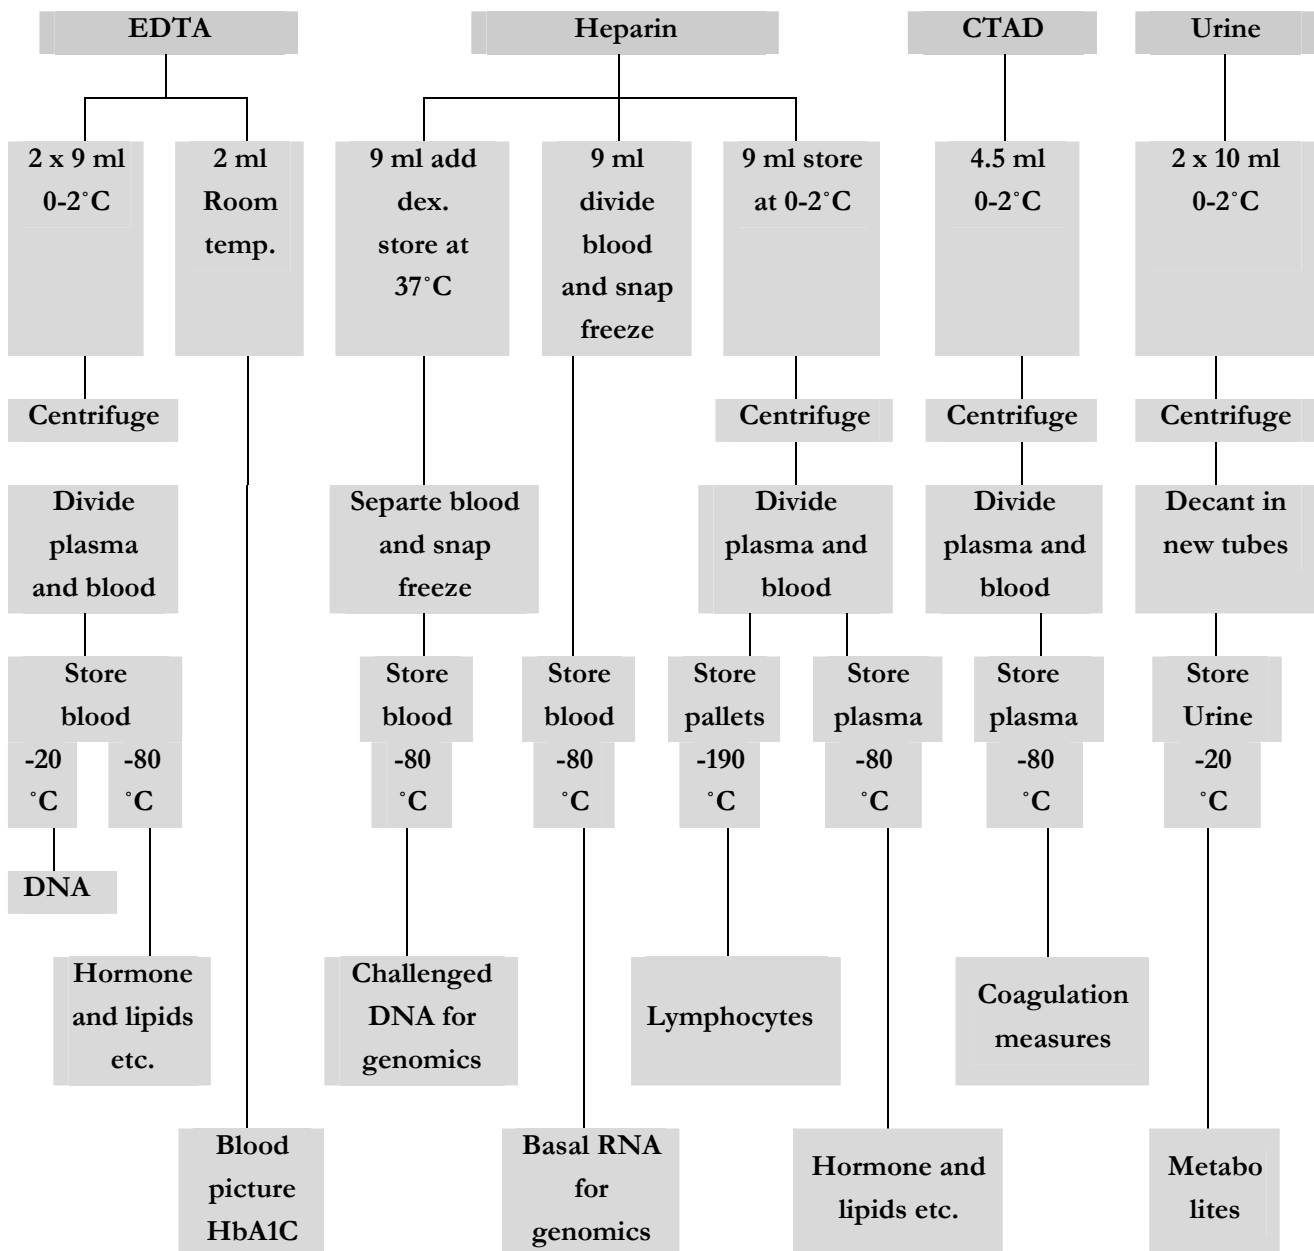 EDTA
Heparin
CTAD
Urine
2 x 9 ml
0-2˚C
2 ml
Room
temp.
9 ml add
dex.
store at
37˚C
9 ml
divide
blood
and snap
freeze
9 ml store
at 0-2˚C
4.5 ml
0-2˚C
2 x 10 ml
0-2˚C
Centrifuge
Centrifuge
Centrifuge
Centrifuge
Divide
plasma
and blood
Separte blood
and snap
freeze
Divide
plasma and
blood
Divide
plasma and
blood
Decant in
new tubes
Store
blood
Store
blood
Store
blood
Store
pallets
Store
plasma
Store
plasma
Store
Urine
-20
˚C
-80
˚C
-80
˚C
-80
˚C
-190
˚C
-80
˚C
-80
˚C
-20
˚C
DNA
Hormone
and lipids
etc.
Challenged
DNA for
genomics
Lymphocytes
Coagulation
measures
Blood
picture
HbA1C
Basal RNA
for
genomics
Hormone and
lipids etc.
Metabo
lites